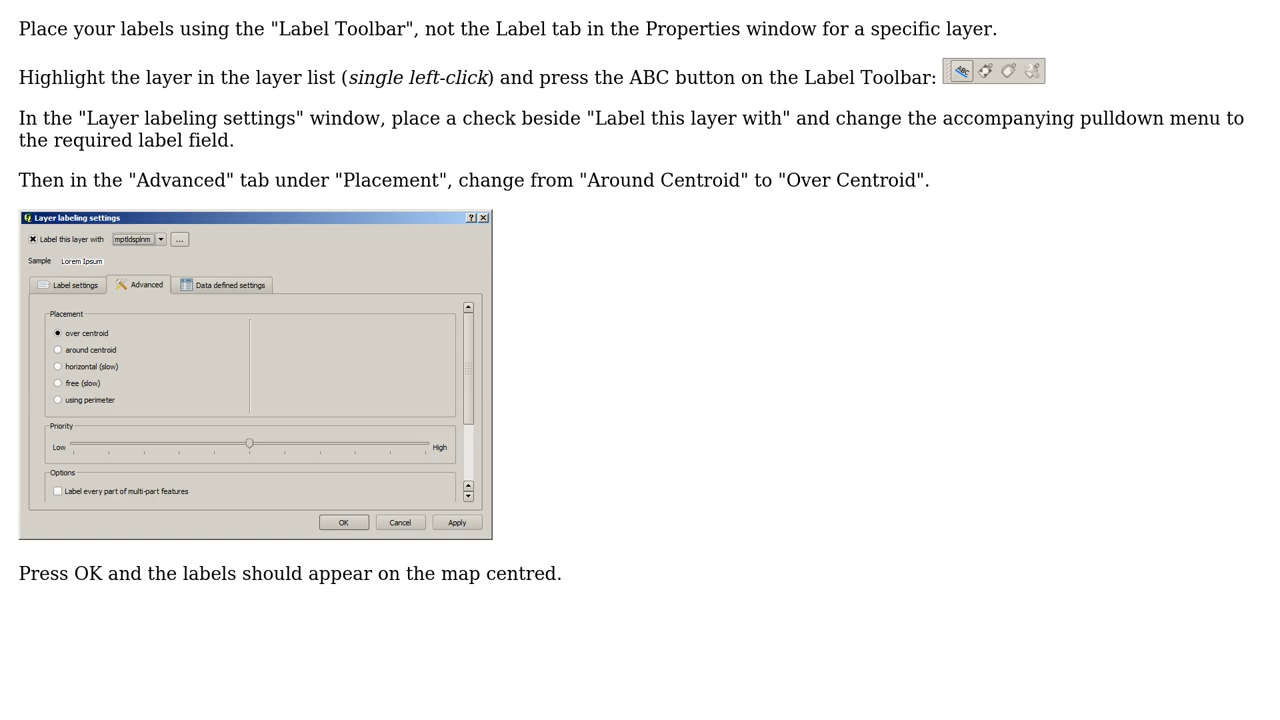 Place your labels using the "Label Toolbar", not the Label tab in the Properties window for a specific layer.
Highlight the layer in the layer list (single left-click) and press the ABC button on the Label Toolbar: ABC
In the "Layer labeling settings" window, place a check beside "Label this layer with" and change the accompanying pulldown menu to
the required label field.
Then in the "Advanced" tab under "Placement", change from "Around Centroid" to "Over Centroid".
Layer labeling settings
Label this layer with mptldsplnm ...
Sample Lorem Ipsum
Label settings Advanced Data defined settings
Placement
over centroid
around centroid
horizontal (slow)
free (slow)
using perimeter
Priority
Low High
Options
Label every part of multi-part features
OK Cancel Apply
Press OK and the labels should appear on the map centred.